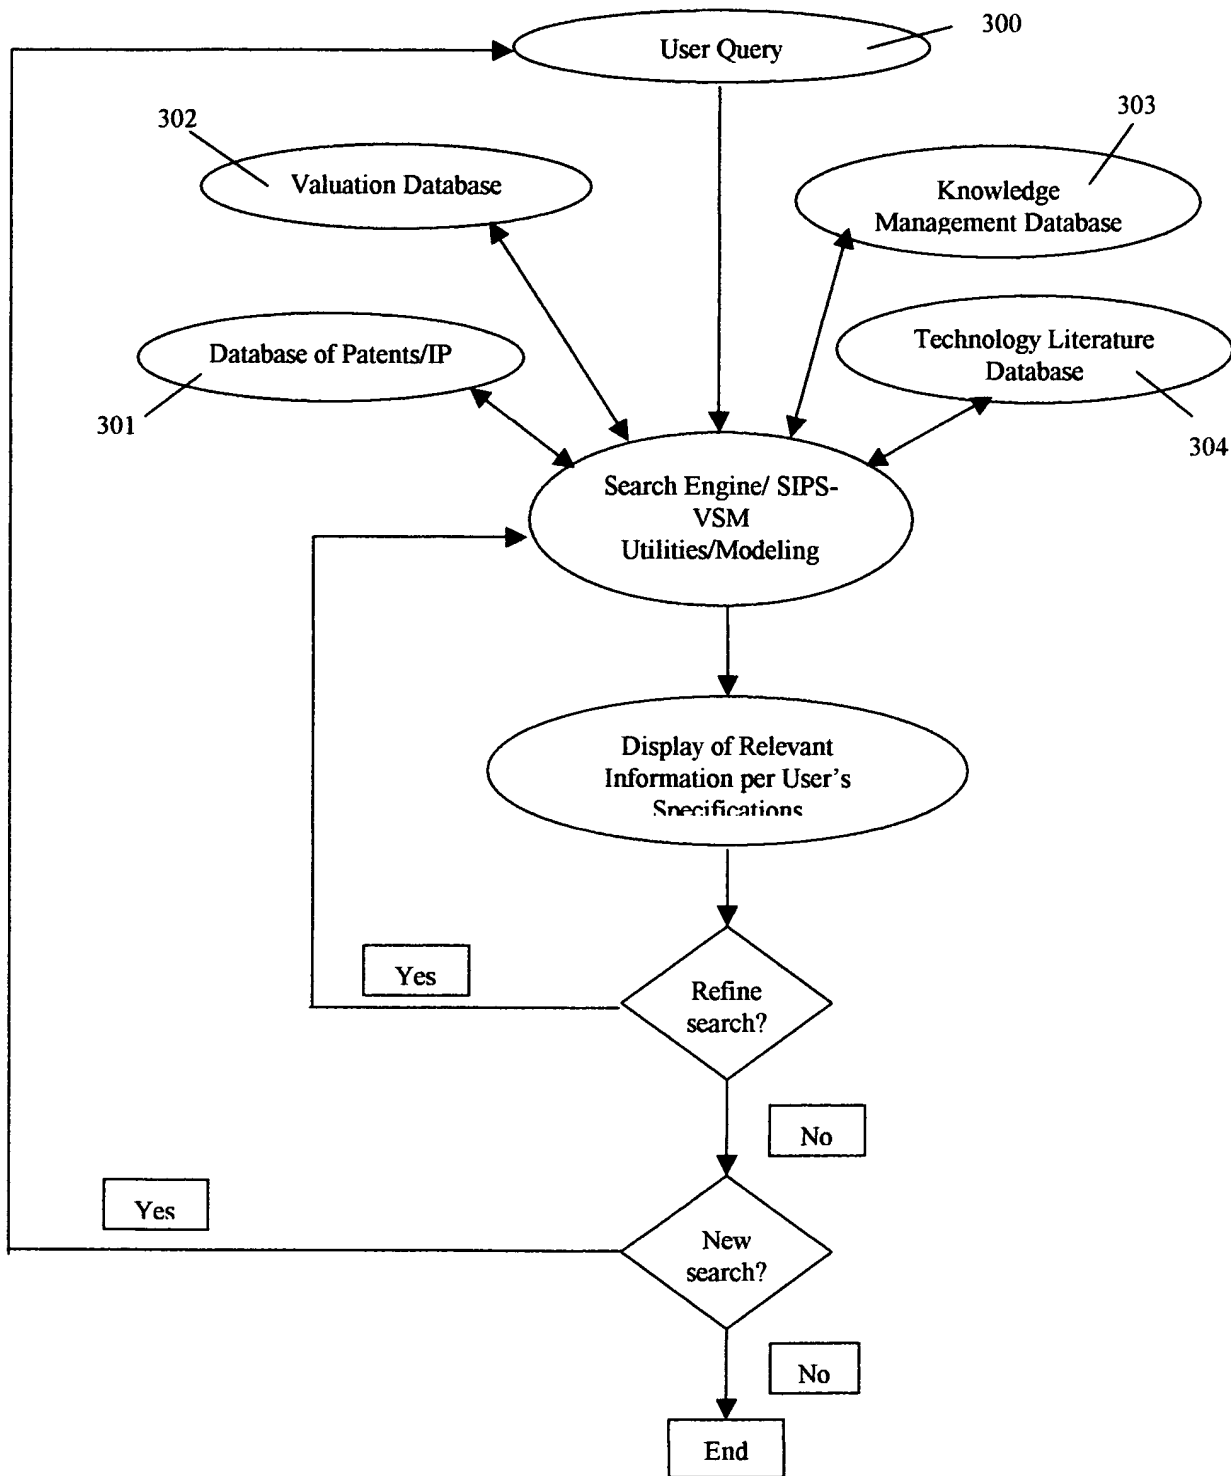 300
User Query
302
303
Valuation Database
Knowledge
Management Database
Database of Patents/IP
Technology Literature
Database
301
304
Search Engine/ SIPS-
VSM
Utilities/Modeling
Display of Relevant
Information per User's
Specifications
Yes
Refine
search?
No
Yes
New
search?
No
End